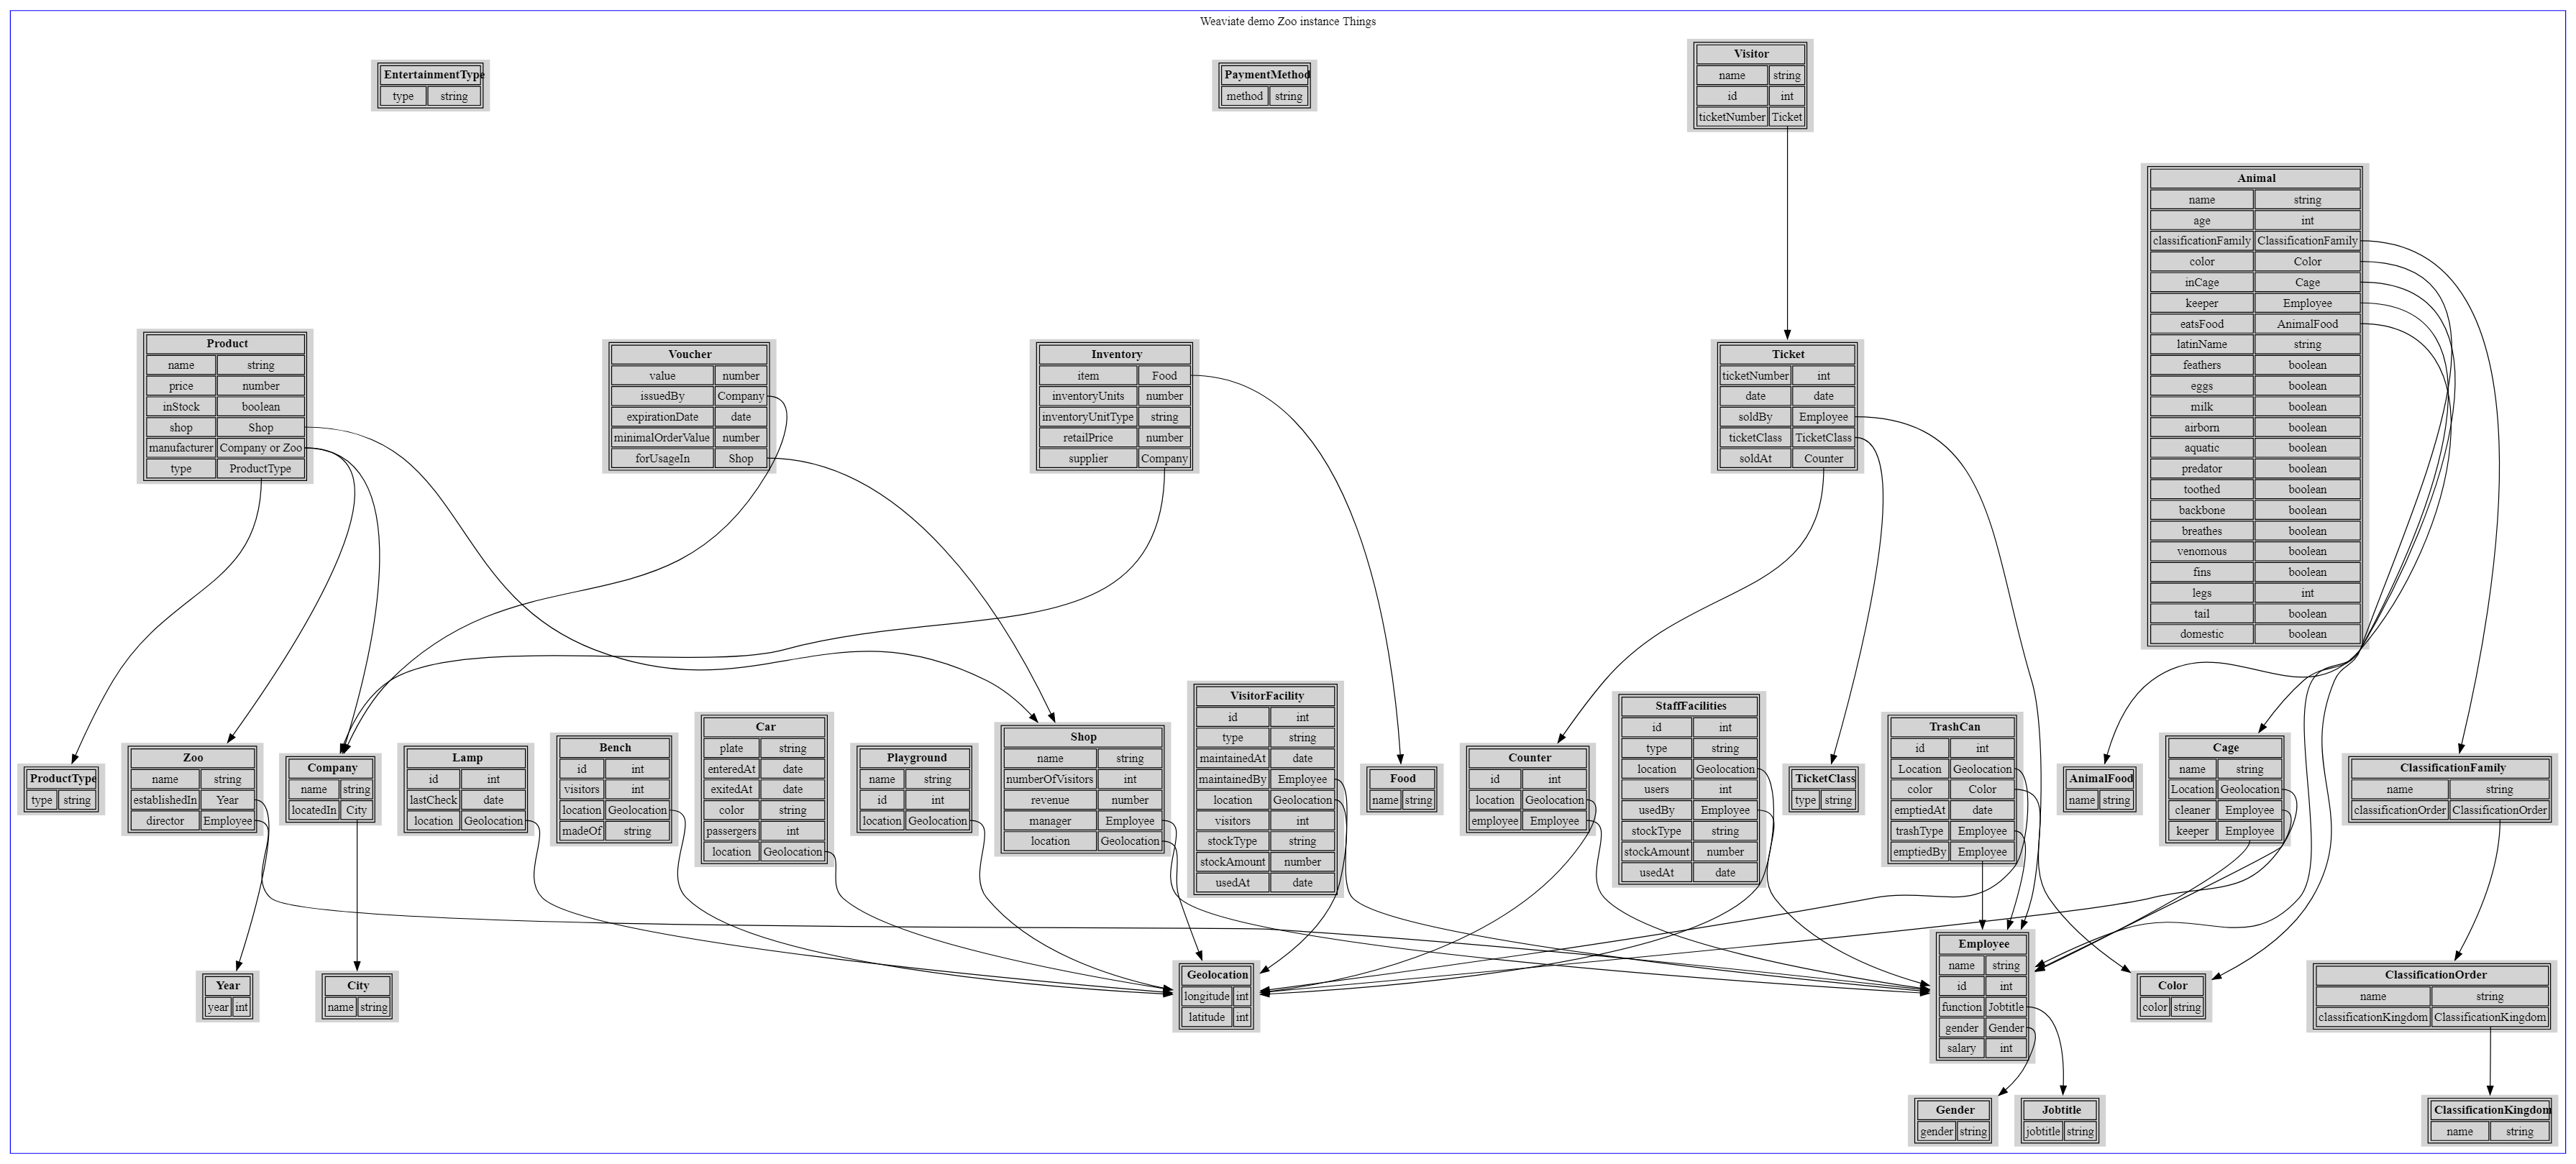 Weaviate demo Zoo instance Things
EntertainmentType
type string
PaymentMethod
method string
Visitor
name string
id int
ticketNumber Ticket
Animal
name string
age int
classificationFamily ClassificationFamily
color Color
inCage Cage
keeper Employee
eatsFood AnimalFood
latinName string
feathers boolean
eggs boolean
milk boolean
airborn boolean
aquatic boolean
predator boolean
toothed boolean
backbone boolean
breathes boolean
venomous boolean
fins boolean
legs int
tail boolean
domestic boolean
Product
name string
price number
inStock boolean
shop Shop
manufacturer Company or Zoo
type ProductType
Voucher
value number
issuedBy Company
expirationDate date
minimalOrderValue number
forUsageIn Shop
Inventory
item Food
inventoryUnits number
inventoryUnitType string
retailPrice number
supplier Company
Ticket
ticketNumber int
date date
soldBy Employee
ticketClass TicketClass
soldAt Counter
ProductType
type string
Zoo
name string
establishedIn Year
director Employee
Company
name string
locatedIn City
Lamp
id int
lastCheck date
location Geolocation
Bench
id int
visitors int
location Geolocation
madeOf string
Car
plate string
enteredAt date
exitedAt date
color string
passergers int
location Geolocation
Playground
name string
id int
location Geolocation
Shop
name string
numberOfVisitors int
revenue number
manager Employee
location Geolocation
VisitorFacility
id int
type string
maintainedAt date
maintainedBy Employee
location Geolocation
visitors int
stockType string
stockAmount number
usedAt date
Food
name string
Counter
id int
location Geolocation
employee Employee
StaffFacilities
id int
type string
location Geolocation
users int
usedBy Employee
stockType string
stockAmount number
usedAt date
TicketClass
type string
TrashCan
id int
Location Geolocation
color Color
emptiedAt date
trashType Employee
emptiedBy Employee
AnimalFood
name string
Cage
name string
Location Geolocation
cleaner Employee
keeper Employee
ClassificationFamily
name string
classificationOrder ClassificationOrder
Year
year int
City
name string
Geolocation
longitude int
latitude int
Employee
name string
id int
function Jobtitle
gender Gender
salary int
Color
color string
ClassificationOrder
name string
classificationKingdom ClassificationKingdom
Gender
gender string
Jobtitle
jobtitle string
ClassificationKingdom
name string